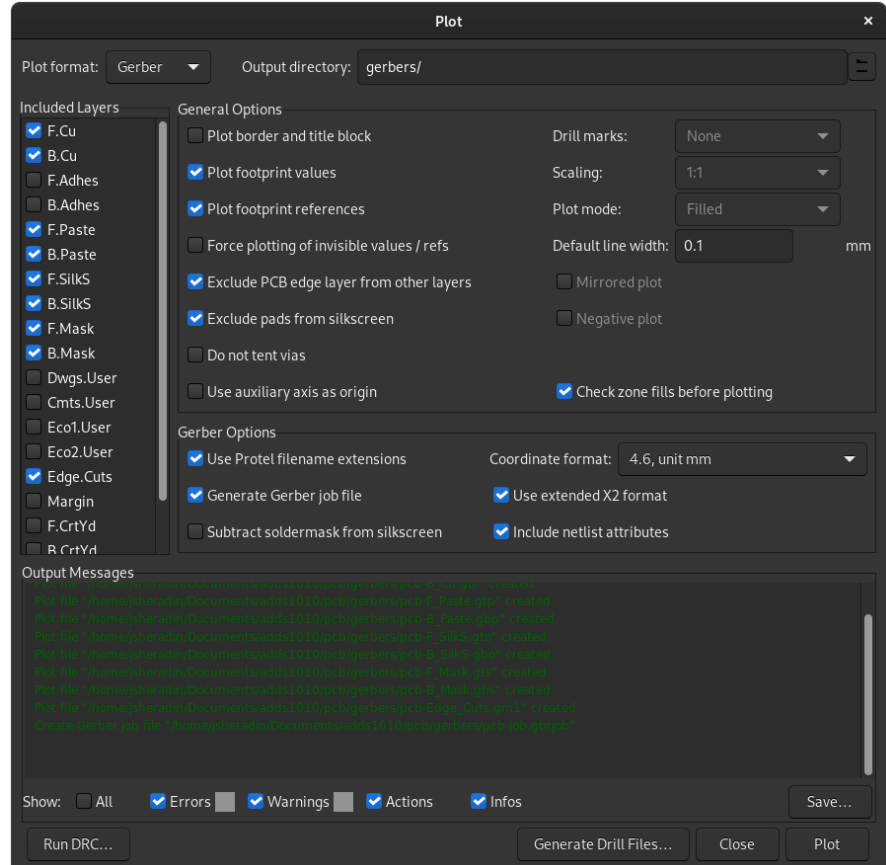 Plot
×
Plot format: Gerber Output directory: gerbers/
Included Layers
F.Cu
B.Cu
F.Adhes
B.Adhes
F.Paste
B.Paste
F.SilkS
B.SilkS
F.Mask
B.Mask
Dwgs.User
Cmts.User
Eco1.User
Eco2.User
Edge.Cuts
Margin
F.CrtYd
B.CrtYd
General Options
Plot border and title block Drill marks: None
Plot footprint values Scaling: 1:1
Plot footprint references Plot mode: Filled
Force plotting of invisible values / refs Default line width: 0.1 mm
Exclude PCB edge layer from other layers Mirrored plot
Exclude pads from silkscreen Negative plot
Do not tent vias
Use auxiliary axis as origin Check zone fills before plotting
Gerber Options
Use Protel filename extensions Coordinate format: 4.6, unit mm
Generate Gerber job file Use extended X2 format
Subtract soldermask from silkscreen Include netlist attributes
Output Messages
Plot file "/home/jsheradin/Documents/adds1010/pcb/gerbers/pcb-F_Paste.gtp" created.
Plot file "/home/jsheradin/Documents/adds1010/pcb/gerbers/pcb-B_Paste.gbp" created.
Plot file "/home/jsheradin/Documents/adds1010/pcb/gerbers/pcb-F_SilkS.gto" created.
Plot file "/home/jsheradin/Documents/adds1010/pcb/gerbers/pcb-B_SilkS.gbo" created.
Plot file "/home/jsheradin/Documents/adds1010/pcb/gerbers/pcb-F_Mask.gts" created.
Plot file "/home/jsheradin/Documents/adds1010/pcb/gerbers/pcb-B_Mask.gbs" created.
Plot file "/home/jsheradin/Documents/adds1010/pcb/gerbers/pcb-Edge_Cuts.gm1" created.
Create Gerber job file "/home/jsheradin/Documents/adds1010/pcb/gerbers/pcb-job.gbrjob"
Show: All Errors Warnings Actions Infos Save...
Run DRC... Generate Drill Files... Close Plot